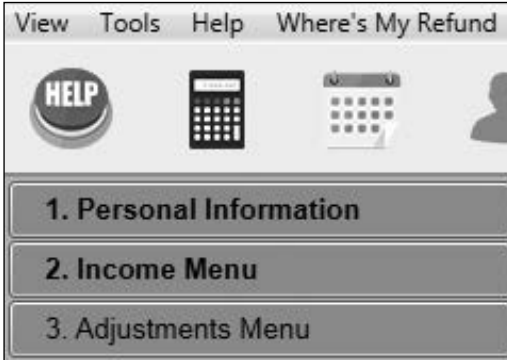 View Tools Help Where's My Refund
HELP
1. Personal Information
2. Income Menu
3. Adjustments Menu